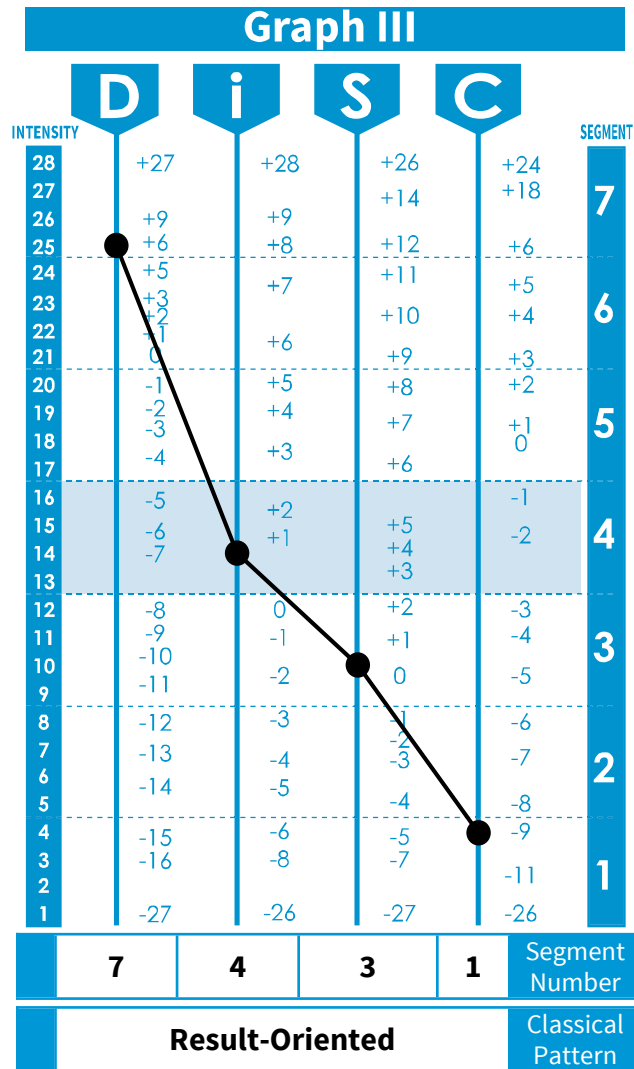 Graph III
D i S C
INTENSITY SEGMENT
28 +27 +28 +26 +24
27 +14 +18 7
26 +9 +9
25 +6 +8 +12 +6
24 +5 +7 +11 +5
23 +3 +10 +4 6
+2
22 +1 +6
21 0 +9 +3
20 -1 +5 +8 +2
19 -2 +4 +7 +1 5
18 -3 +3 0
17 -4 +6
16 -5 +2 -1
15 -6 +1 +5 -2 4
14 -7 +4
13 +3
12 -8 0 +2 -3
11 -9 -1 +1 -4 3
10 -10 -2 0 -5
9 -11
8 -12 -3 -1 -6
-2
7 -13 -4 -3 -7 2
6 -14 -5
5 -4 -8
4 -15 -6 -5 -9
3 -16 -8 -7 1
2 -11
1 -27 -26 -27 -26
7 4 3 1 Segment
Number
Result-Oriented Classical
Pattern